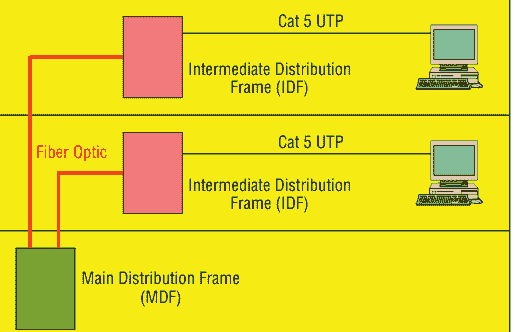 Cat 5 UTP
Intermediate Distribution
Frame (IDF)
Fiber Optic
Cat 5 UTP
Intermediate Distribution
Frame (IDF)
Main Distribution Frame
(MDF)